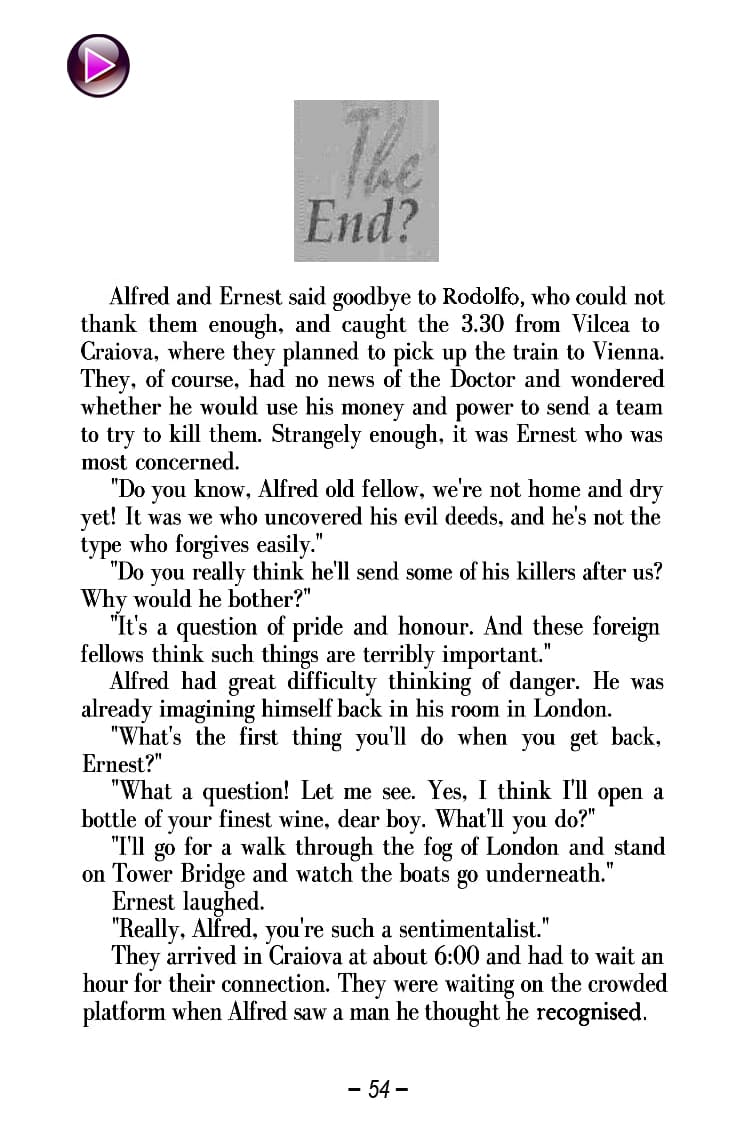 The
End?
Alfred and Ernest said goodbye to Rodolfo, who could not
thank them enough, and caught the 3.30 from Vilcea to
Craiova, where they planned to pick up the train to Vienna.
They, of course, had no news of the Doctor and wondered
whether he would use his money and power to send a team
to try to kill them. Strangely enough, it was Ernest who was
most concerned.
"Do you know, Alfred old fellow, we're not home and dry
yet! It was we who uncovered his evil deeds, and he's not the
type who forgives easily."
"Do you really think he'll send some of his killers after us?
Why would he bother?"
"It's a question of pride and honour. And these foreign
fellows think such things are terribly important."
Alfred had great difficulty thinking of danger. He was
already imagining himself back in his room in London.
"What's the first thing you'll do when you get back,
Ernest?"
"What a question! Let me see. Yes, I think I'll open a
bottle of your finest wine, dear boy. What'll you do?"
"I'll go for a walk through the fog of London and stand
on Tower Bridge and watch the boats go underneath."
Ernest laughed.
"Really, Alfred, you're such a sentimentalist."
They arrived in Craiova at about 6:00 and had to wait an
hour for their connection. They were waiting on the crowded
platform when Alfred saw a man he thought he recognised.
– 54 –